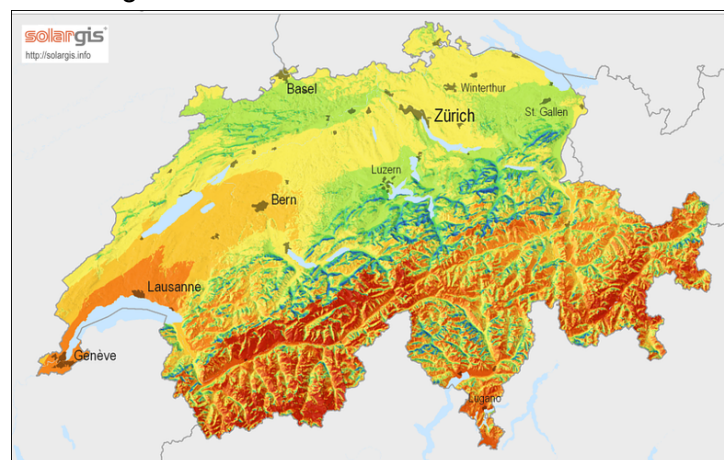 solargis
http://solargis.info
Basel
Winterthur
Zürich
St. Gallen
Luzern
Bern
Lausanne
Genève
Lugano